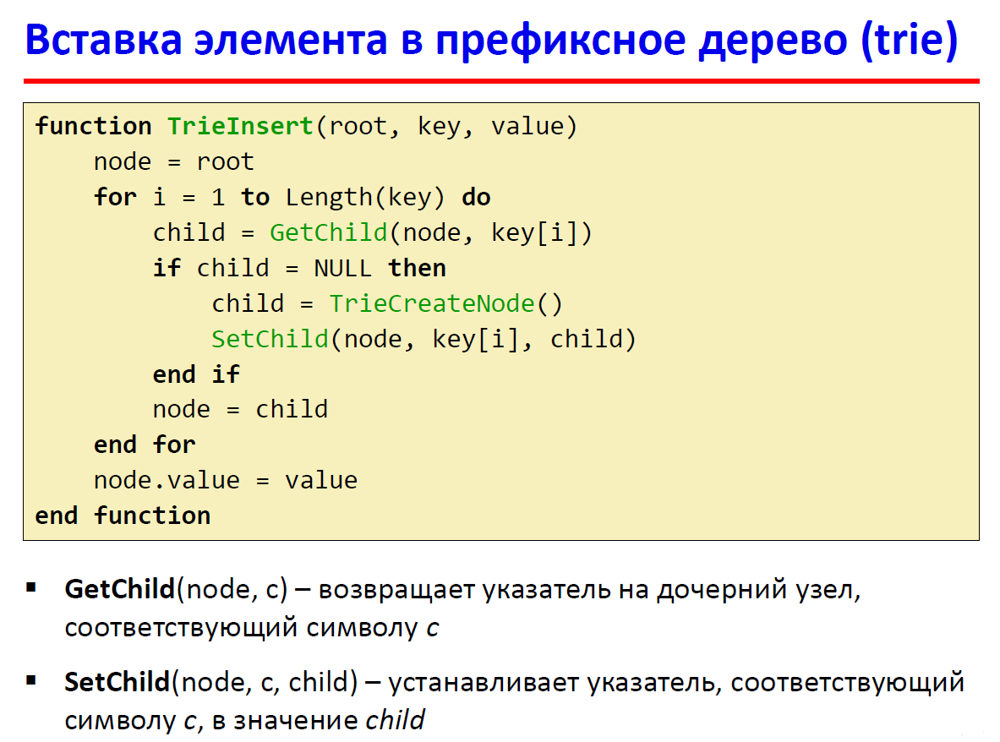 Вставка элемента в префиксное дерево (trie)
function TrieInsert(root, key, value)
    node = root
    for i = 1 to Length(key) do
        child = GetChild(node, key[i])
        if child = NULL then
            child = TrieCreateNode()
            SetChild(node, key[i], child)
        end if
        node = child
    end for
    node.value = value
end function
▪ GetChild(node, c) – возвращает указатель на дочерний узел,
соответствующий символу c
▪ SetChild(node, c, child) – устанавливает указатель, соответствующий
символу c, в значение child